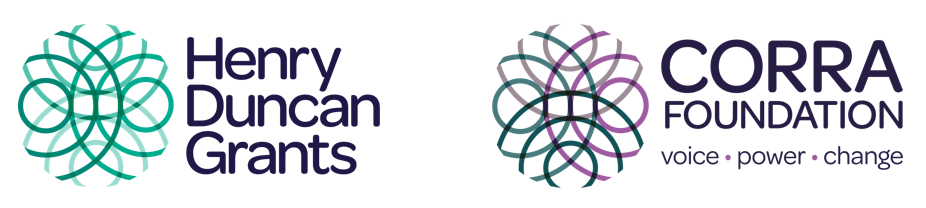 Henry
Duncan
Grants
CORRA
FOUNDATION
voice • power • change